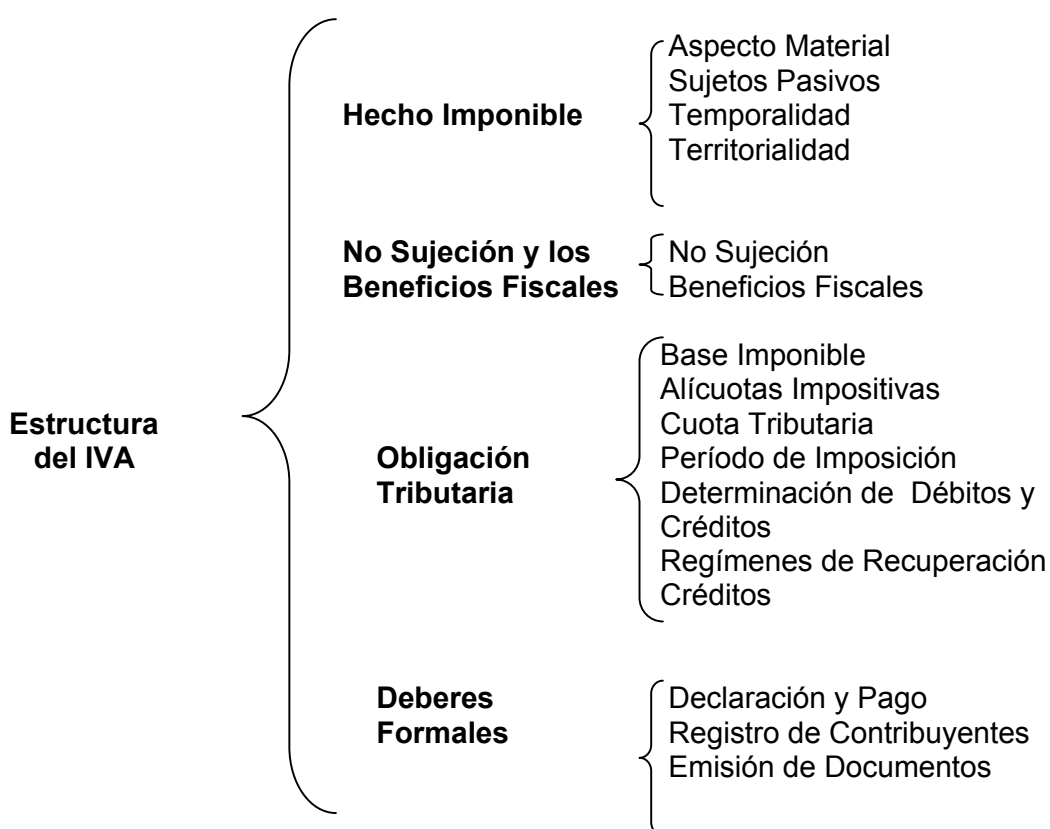 Estructura
del IVA
Hecho Imponible
Aspecto Material
Sujetos Pasivos
Temporalidad
Territorialidad
No Sujeción y los
Beneficios Fiscales
No Sujeción
Beneficios Fiscales
Obligación
Tributaria
Base Imponible
Alícuotas Impositivas
Cuota Tributaria
Período de Imposición
Determinación de Débitos y
Créditos
Regímenes de Recuperación
Créditos
Deberes
Formales
Declaración y Pago
Registro de Contribuyentes
Emisión de Documentos